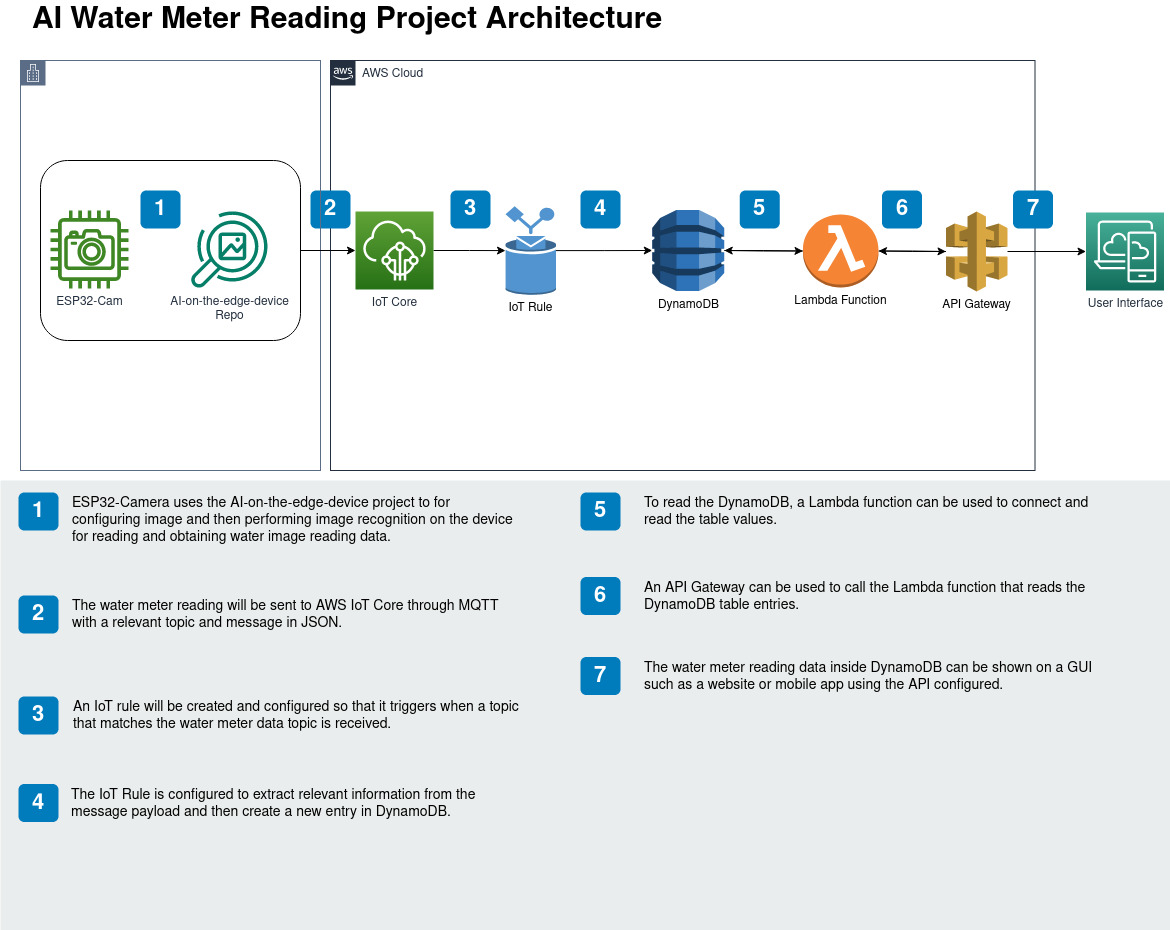 AI Water Meter Reading Project Architecture
aws
AWS Cloud
1
2
3
4
5
6
7
ESP32-Cam
AI-on-the-edge-device
Repo
IoT Core
IoT Rule
DynamoDB
Lambda Function
API Gateway
User Interface
1
ESP32-Camera uses the AI-on-the-edge-device project to for
configuring image and then performing image recognition on the device
for reading and obtaining water image reading data.
2
The water meter reading will be sent to AWS IoT Core through MQTT
with a relevant topic and message in JSON.
3
An IoT rule will be created and configured so that it triggers when a topic
that matches the water meter data topic is received.
4
The IoT Rule is configured to extract relevant information from the
message payload and then create a new entry in DynamoDB.
5
To read the DynamoDB, a Lambda function can be used to connect and
read the table values.
6
An API Gateway can be used to call the Lambda function that reads the
DynamoDB table entries.
7
The water meter reading data inside DynamoDB can be shown on a GUI
such as a website or mobile app using the API configured.